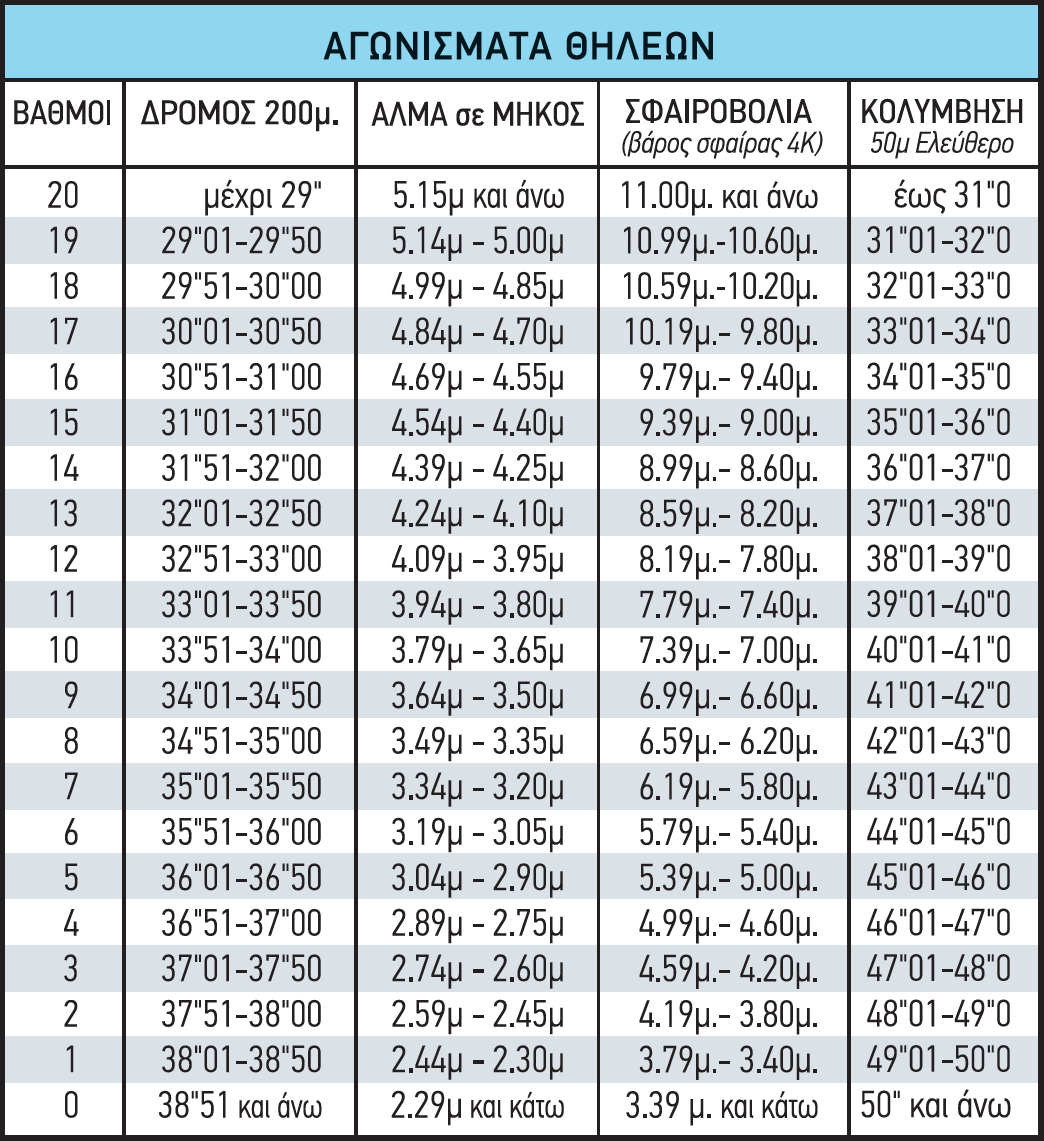 ΑΓΩΝΙΣΜΑΤΑ ΘΗΛΕΩΝ
ΒΑΘΜΟΙ ΔΡΟΜΟΣ 200μ. ΑΛΜΑ σε ΜΗΚΟΣ ΣΦΑΙΡΟΒΟΛΙΑ ΚΟΛΥΜΒΗΣΗ
(βάρος σφαίρας 4Κ) 50μ Ελεύθερο
20 μέχρι 29" 5.15μ και άνω 11.00μ. και άνω έως 31"0
19 29"01-29"50 5.14μ - 5.00μ 10.99μ.-10.60μ. 31"01-32"0
18 29"51-30"00 4.99μ - 4.85μ 10.59μ.-10.20μ. 32"01-33"0
17 30"01-30"50 4.84μ - 4.70μ 10.19μ.- 9.80μ. 33"01-34"0
16 30"51-31"00 4.69μ - 4.55μ 9.79μ.- 9.40μ. 34"01-35"0
15 31"01-31"50 4.54μ - 4.40μ 9.39μ.- 9.00μ. 35"01-36"0
14 31"51-32"00 4.39μ - 4.25μ 8.99μ.- 8.60μ. 36"01-37"0
13 32"01-32"50 4.24μ - 4.10μ 8.59μ.- 8.20μ. 37"01-38"0
12 32"51-33"00 4.09μ - 3.95μ 8.19μ.- 7.80μ. 38"01-39"0
11 33"01-33"50 3.94μ - 3.80μ 7.79μ.- 7.40μ. 39"01-40"0
10 33"51-34"00 3.79μ - 3.65μ 7.39μ.- 7.00μ. 40"01-41"0
9 34"01-34"50 3.64μ - 3.50μ 6.99μ.- 6.60μ. 41"01-42"0
8 34"51-35"00 3.49μ - 3.35μ 6.59μ.- 6.20μ. 42"01-43"0
7 35"01-35"50 3.34μ - 3.20μ 6.19μ.- 5.80μ. 43"01-44"0
6 35"51-36"00 3.19μ - 3.05μ 5.79μ.- 5.40μ. 44"01-45"0
5 36"01-36"50 3.04μ - 2.90μ 5.39μ.- 5.00μ. 45"01-46"0
4 36"51-37"00 2.89μ - 2.75μ 4.99μ.- 4.60μ. 46"01-47"0
3 37"01-37"50 2.74μ - 2.60μ 4.59μ.- 4.20μ. 47"01-48"0
2 37"51-38"00 2.59μ - 2.45μ 4.19μ.- 3.80μ. 48"01-49"0
1 38"01-38"50 2.44μ - 2.30μ 3.79μ.- 3.40μ. 49"01-50"0
0 38"51 και άνω 2.29μ και κάτω 3.39 μ. και κάτω 50" και άνω